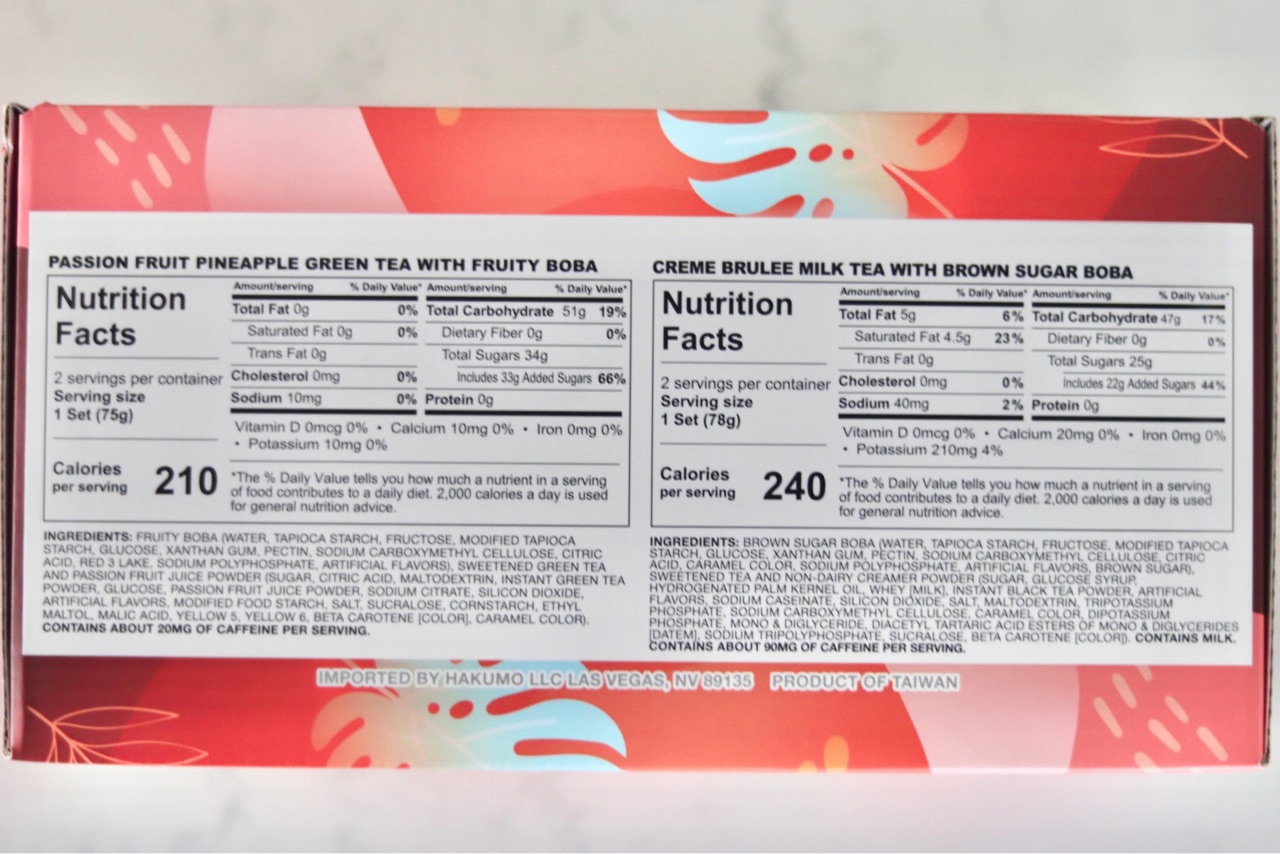 PASSION FRUIT PINEAPPLE GREEN TEA WITH FRUITY BOBA
Nutrition
Facts
2 servings per container
Serving size
1 Set (75g)
Calories
per serving 210
Amount/serving % Daily Value*
Total Fat 0g 0%
Saturated Fat 0g 0%
Trans Fat 0g
Cholesterol 0mg 0%
Sodium 10mg 0%
Amount/serving % Daily Value*
Total Carbohydrate 51g 19%
Dietary Fiber 0g 0%
Total Sugars 34g
Includes 33g Added Sugars 66%
Protein 0g
Vitamin D 0mcg 0% • Calcium 10mg 0% • Iron 0mg 0%
• Potassium 10mg 0%
*The % Daily Value tells you how much a nutrient in a serving
of food contributes to a daily diet. 2,000 calories a day is used
for general nutrition advice.
INGREDIENTS: FRUITY BOBA (WATER, TAPIOCA STARCH, FRUCTOSE, MODIFIED TAPIOCA
STARCH, GLUCOSE, XANTHAN GUM, PECTIN, SODIUM CARBOXYMETHYL CELLULOSE, CITRIC
ACID, RED 3 LAKE, SODIUM POLYPHOSPHATE, ARTIFICIAL FLAVORS), SWEETENED GREEN TEA
AND PASSION FRUIT JUICE POWDER (SUGAR, CITRIC ACID, MALTODEXTRIN, INSTANT GREEN TEA
POWDER, GLUCOSE, PASSION FRUIT JUICE POWDER, SODIUM CITRATE, SILICON DIOXIDE,
ARTIFICIAL FLAVORS, MODIFIED FOOD STARCH, SALT, SUCRALOSE, CORNSTARCH, ETHYL
MALTOL, MALIC ACID, YELLOW 5, YELLOW 6, BETA CAROTENE [COLOR], CARAMEL COLOR).
CONTAINS ABOUT 20MG OF CAFFEINE PER SERVING.
CREME BRULEE MILK TEA WITH BROWN SUGAR BOBA
Nutrition
Facts
2 servings per container
Serving size
1 Set (78g)
Calories
per serving 240
Amount/serving % Daily Value*
Total Fat 5g 6%
Saturated Fat 4.5g 23%
Trans Fat 0g
Cholesterol 0mg 0%
Sodium 40mg 2%
Amount/serving % Daily Value*
Total Carbohydrate 47g 17%
Dietary Fiber 0g 0%
Total Sugars 25g
Includes 22g Added Sugars 44%
Protein 0g
Vitamin D 0mcg 0% • Calcium 20mg 0% • Iron 0mg 0%
• Potassium 210mg 4%
*The % Daily Value tells you how much a nutrient in a serving
of food contributes to a daily diet. 2,000 calories a day is used
for general nutrition advice.
INGREDIENTS: BROWN SUGAR BOBA (WATER, TAPIOCA STARCH, FRUCTOSE, MODIFIED TAPIOCA
STARCH, GLUCOSE, XANTHAN GUM, PECTIN, SODIUM CARBOXYMETHYL CELLULOSE, CITRIC
ACID, CARAMEL COLOR, SODIUM POLYPHOSPHATE, ARTIFICIAL FLAVORS, BROWN SUGAR),
SWEETENED TEA AND NON-DAIRY CREAMER POWDER (SUGAR, GLUCOSE SYRUP,
HYDROGENATED PALM KERNEL OIL, WHEY [MILK], INSTANT BLACK TEA POWDER, ARTIFICIAL
FLAVORS, SODIUM CASEINATE, SILICON DIOXIDE, SALT, MALTODEXTRIN, TRIPOTASSIUM
PHOSPHATE, SODIUM CARBOXYMETHYL CELLULOSE, CARAMEL COLOR, DIPOTASSIUM
PHOSPHATE, MONO & DIGLYCERIDE, DIACETYL TARTARIC ACID ESTERS OF MONO & DIGLYCERIDES
[DATEM], SODIUM TRIPOLYPHOSPHATE, SUCRALOSE, BETA CAROTENE [COLOR]). CONTAINS MILK.
CONTAINS ABOUT 90MG OF CAFFEINE PER SERVING.
IMPORTED BY HAKUMO LLC LAS VEGAS, NV 89135 PRODUCT OF TAIWAN